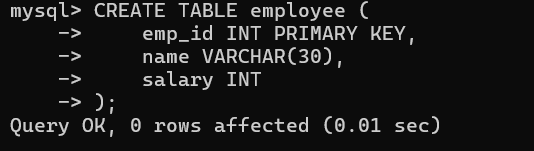 mysql> CREATE TABLE employee (
    ->     emp_id INT PRIMARY KEY,
    ->     name VARCHAR(30),
    ->     salary INT
    -> );
Query OK, 0 rows affected (0.01 sec)